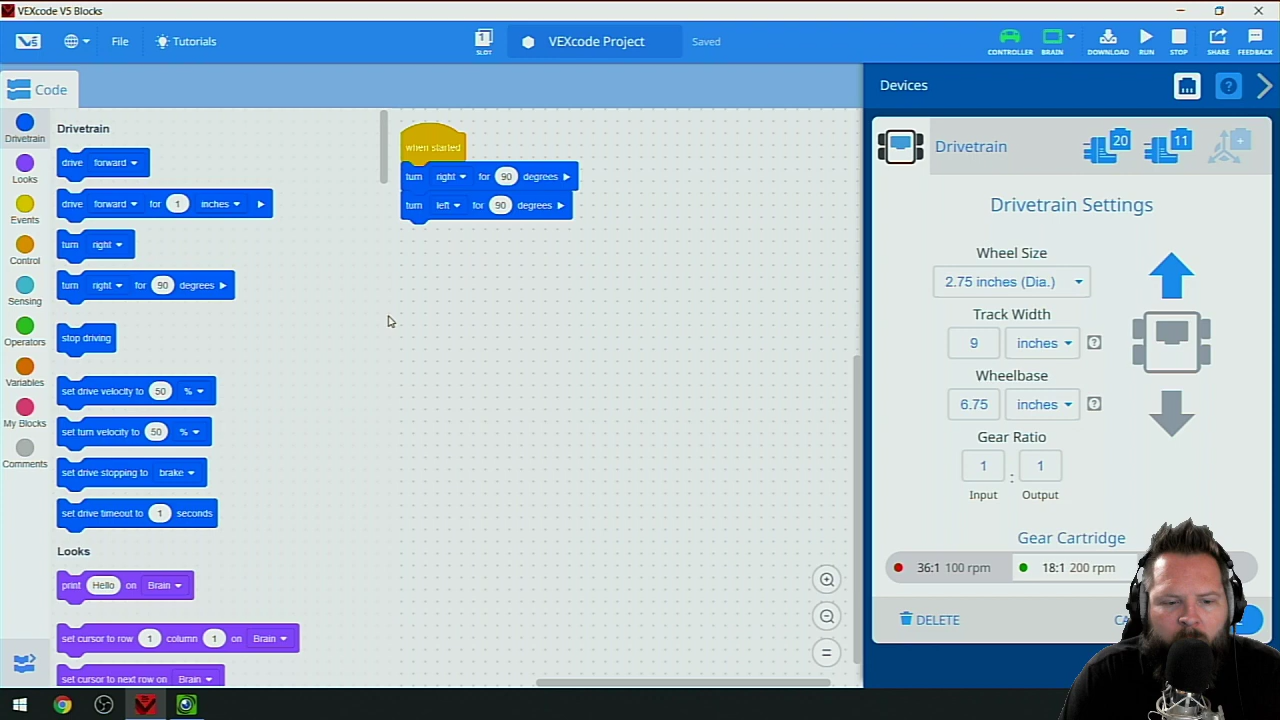 VEXcode V5 Blocks
V5
File
Tutorials
1
SLOT
VEXcode Project
Saved
CONTROLLER
BRAIN
DOWNLOAD
RUN
STOP
SHARE
FEEDBACK
Code
Devices
?
Drivetrain
Looks
Events
Control
Sensing
Operators
Variables
My Blocks
Comments
Drivetrain
drive forward
drive forward for 1 inches
turn right
turn right for 90 degrees
stop driving
set drive velocity to 50 %
set turn velocity to 50 %
set drive stopping to brake
set drive timeout to 1 seconds
Looks
print Hello on Brain
set cursor to row 1 column 1 on Brain
set cursor to next row on Brain
when started
turn right for 90 degrees
turn left for 90 degrees
Drivetrain
20
11
+
Drivetrain Settings
Wheel Size
2.75 inches (Dia.)
Track Width
9 inches ?
Wheelbase
6.75 inches ?
Gear Ratio
1 : 1
Input Output
Gear Cartridge
36:1 100 rpm
18:1 200 rpm
DELETE